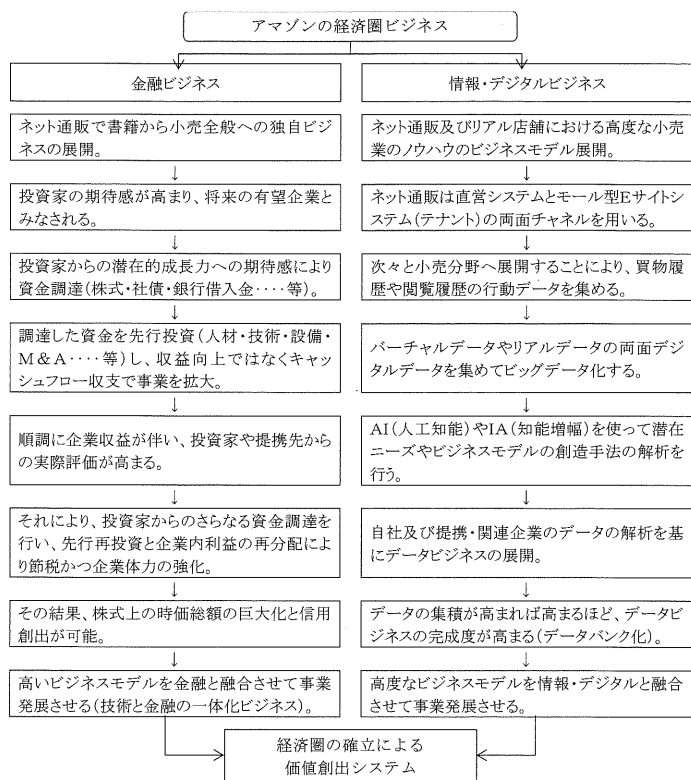 アマゾンの経済圏ビジネス
金融ビジネス
ネット通販で書籍から小売全般への独自ビジ
ネスの展開。
↓
投資家の期待感が高まり、将来の有望企業と
みなされる。
↓
投資家からの潜在的成長力への期待感により
資金調達(株式・社債・銀行借入金‥‥等)。
↓
調達した資金を先行投資(人材・技術・設備・
M&A‥‥等)し、収益向上ではなくキャッ
シュフロー収支で事業を拡大。
↓
順調に企業収益が伴い、投資家や提携先から
の実際評価が高まる。
↓
それにより、投資家からのさらなる資金調達を
行い、先行再投資と企業内利益の再分配によ
り節税かつ企業体力の強化。
↓
その結果、株式上の時価総額の巨大化と信用
創出が可能。
↓
高いビジネスモデルを金融と融合させて事業
発展させる(技術と金融の一体化ビジネス)。
情報・デジタルビジネス
ネット通販及びリアル店舗における高度な小売
業のノウハウのビジネスモデル展開。
↓
ネット通販は直営システムとモール型Eサイトシ
ステム(テナント)の両面チャネルを用いる。
↓
次々と小売分野へ展開することにより、買物履
歴や閲覧履歴の行動データを集める。
↓
バーチャルデータやリアルデータの両面デ
ジタルデータを集めてビッグデータ化する。
↓
AI(人工知能)やIA(知能増幅)を使って潜在
ニーズやビジネスモデルの創造手法の解析を
行う。
↓
自社及び提携・関連企業のデータの解析を基
にデータビジネスの展開。
↓
データの集積が高まれば高まるほど、データビ
ジネスの完成度が高まる(データバンク化)。
↓
高度なビジネスモデルを情報・デジタルと融合
させて事業発展させる。
経済圏の確立による
価値創出システム